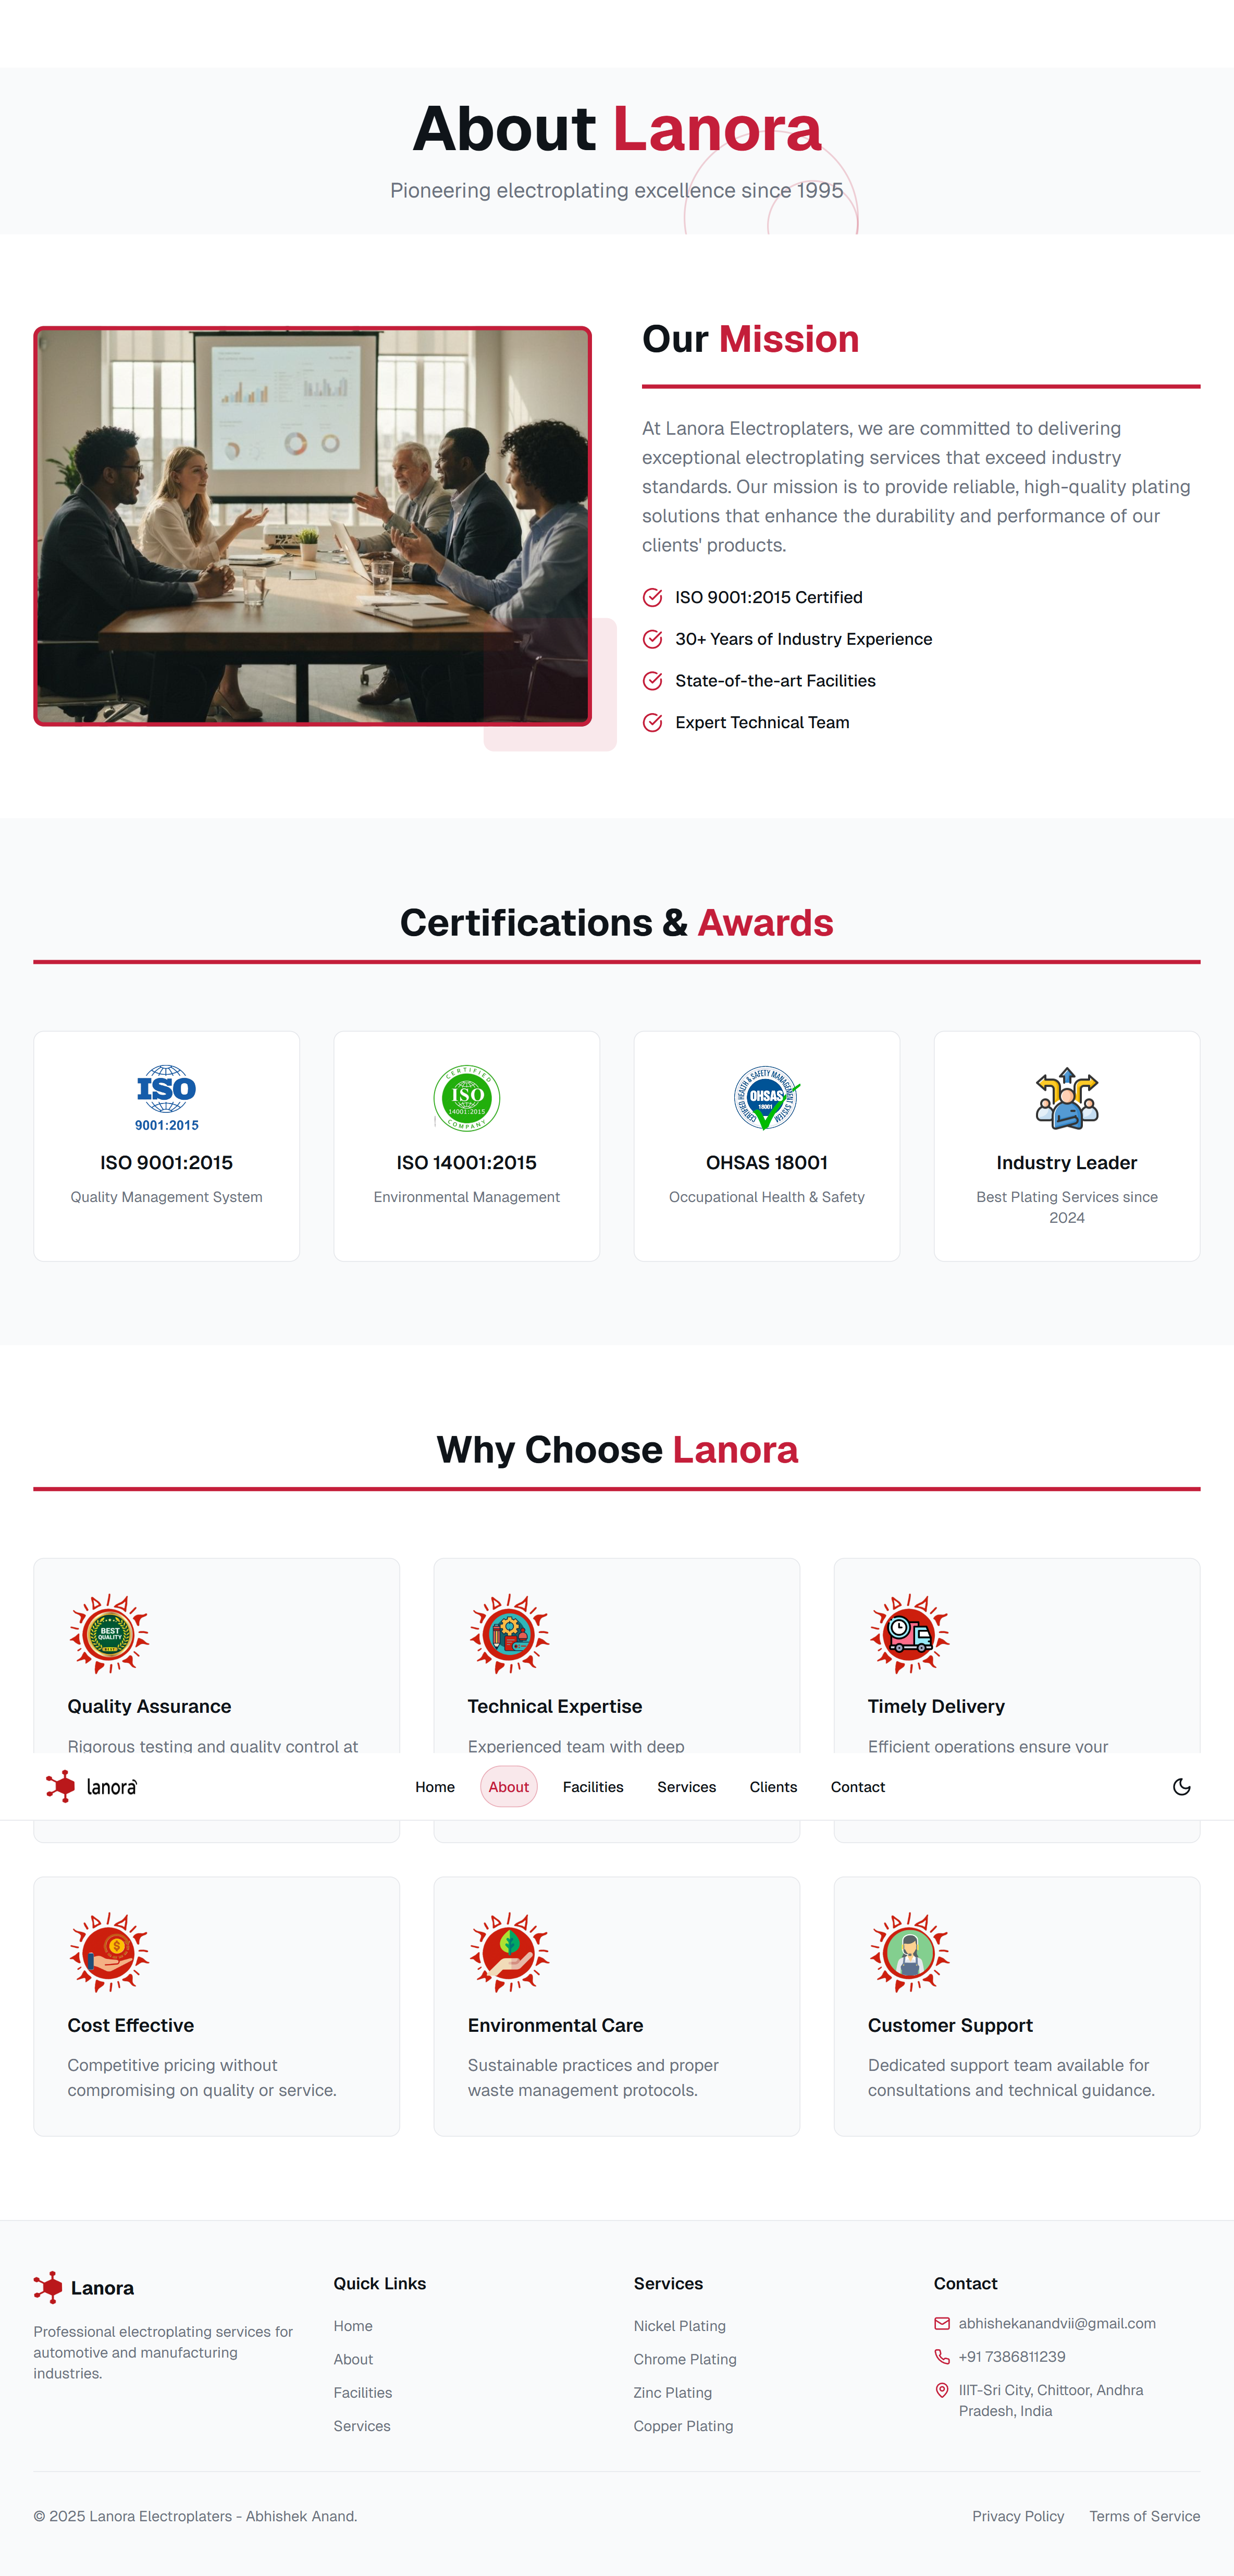 About Lanora
Pioneering electroplating excellence since 1995
Our Mission
At Lanora Electroplaters, we are committed to delivering
exceptional electroplating services that exceed industry
standards. Our mission is to provide reliable, high-quality plating
solutions that enhance the durability and performance of our
clients' products.
ISO 9001:2015 Certified
30+ Years of Industry Experience
State-of-the-art Facilities
Expert Technical Team
Certifications & Awards
ISO
9001:2015
ISO 9001:2015
Quality Management System
CERTIFIED
ISO
14001:2015
COMPANY
ISO 14001:2015
Environmental Management
CERTIFIED HEALTH & SAFETY MANAGEMENT SYSTEM
OHSAS
18001
OHSAS 18001
Occupational Health & Safety
Industry Leader
Best Plating Services since
2024
Why Choose Lanora
BEST
QUALITY
Quality Assurance
Rigorous testing and quality control at
Technical Expertise
Experienced team with deep
Timely Delivery
Efficient operations ensure your
lanora
Home
About
Facilities
Services
Clients
Contact
Cost Effective
Competitive pricing without
compromising on quality or service.
Environmental Care
Sustainable practices and proper
waste management protocols.
Customer Support
Dedicated support team available for
consultations and technical guidance.
Lanora
Professional electroplating services for
automotive and manufacturing
industries.
Quick Links
Home
About
Facilities
Services
Services
Nickel Plating
Chrome Plating
Zinc Plating
Copper Plating
Contact
abhishekanandvii@gmail.com
+91 7386811239
IIIT-Sri City, Chittoor, Andhra
Pradesh, India
© 2025 Lanora Electroplaters - Abhishek Anand.
Privacy Policy
Terms of Service